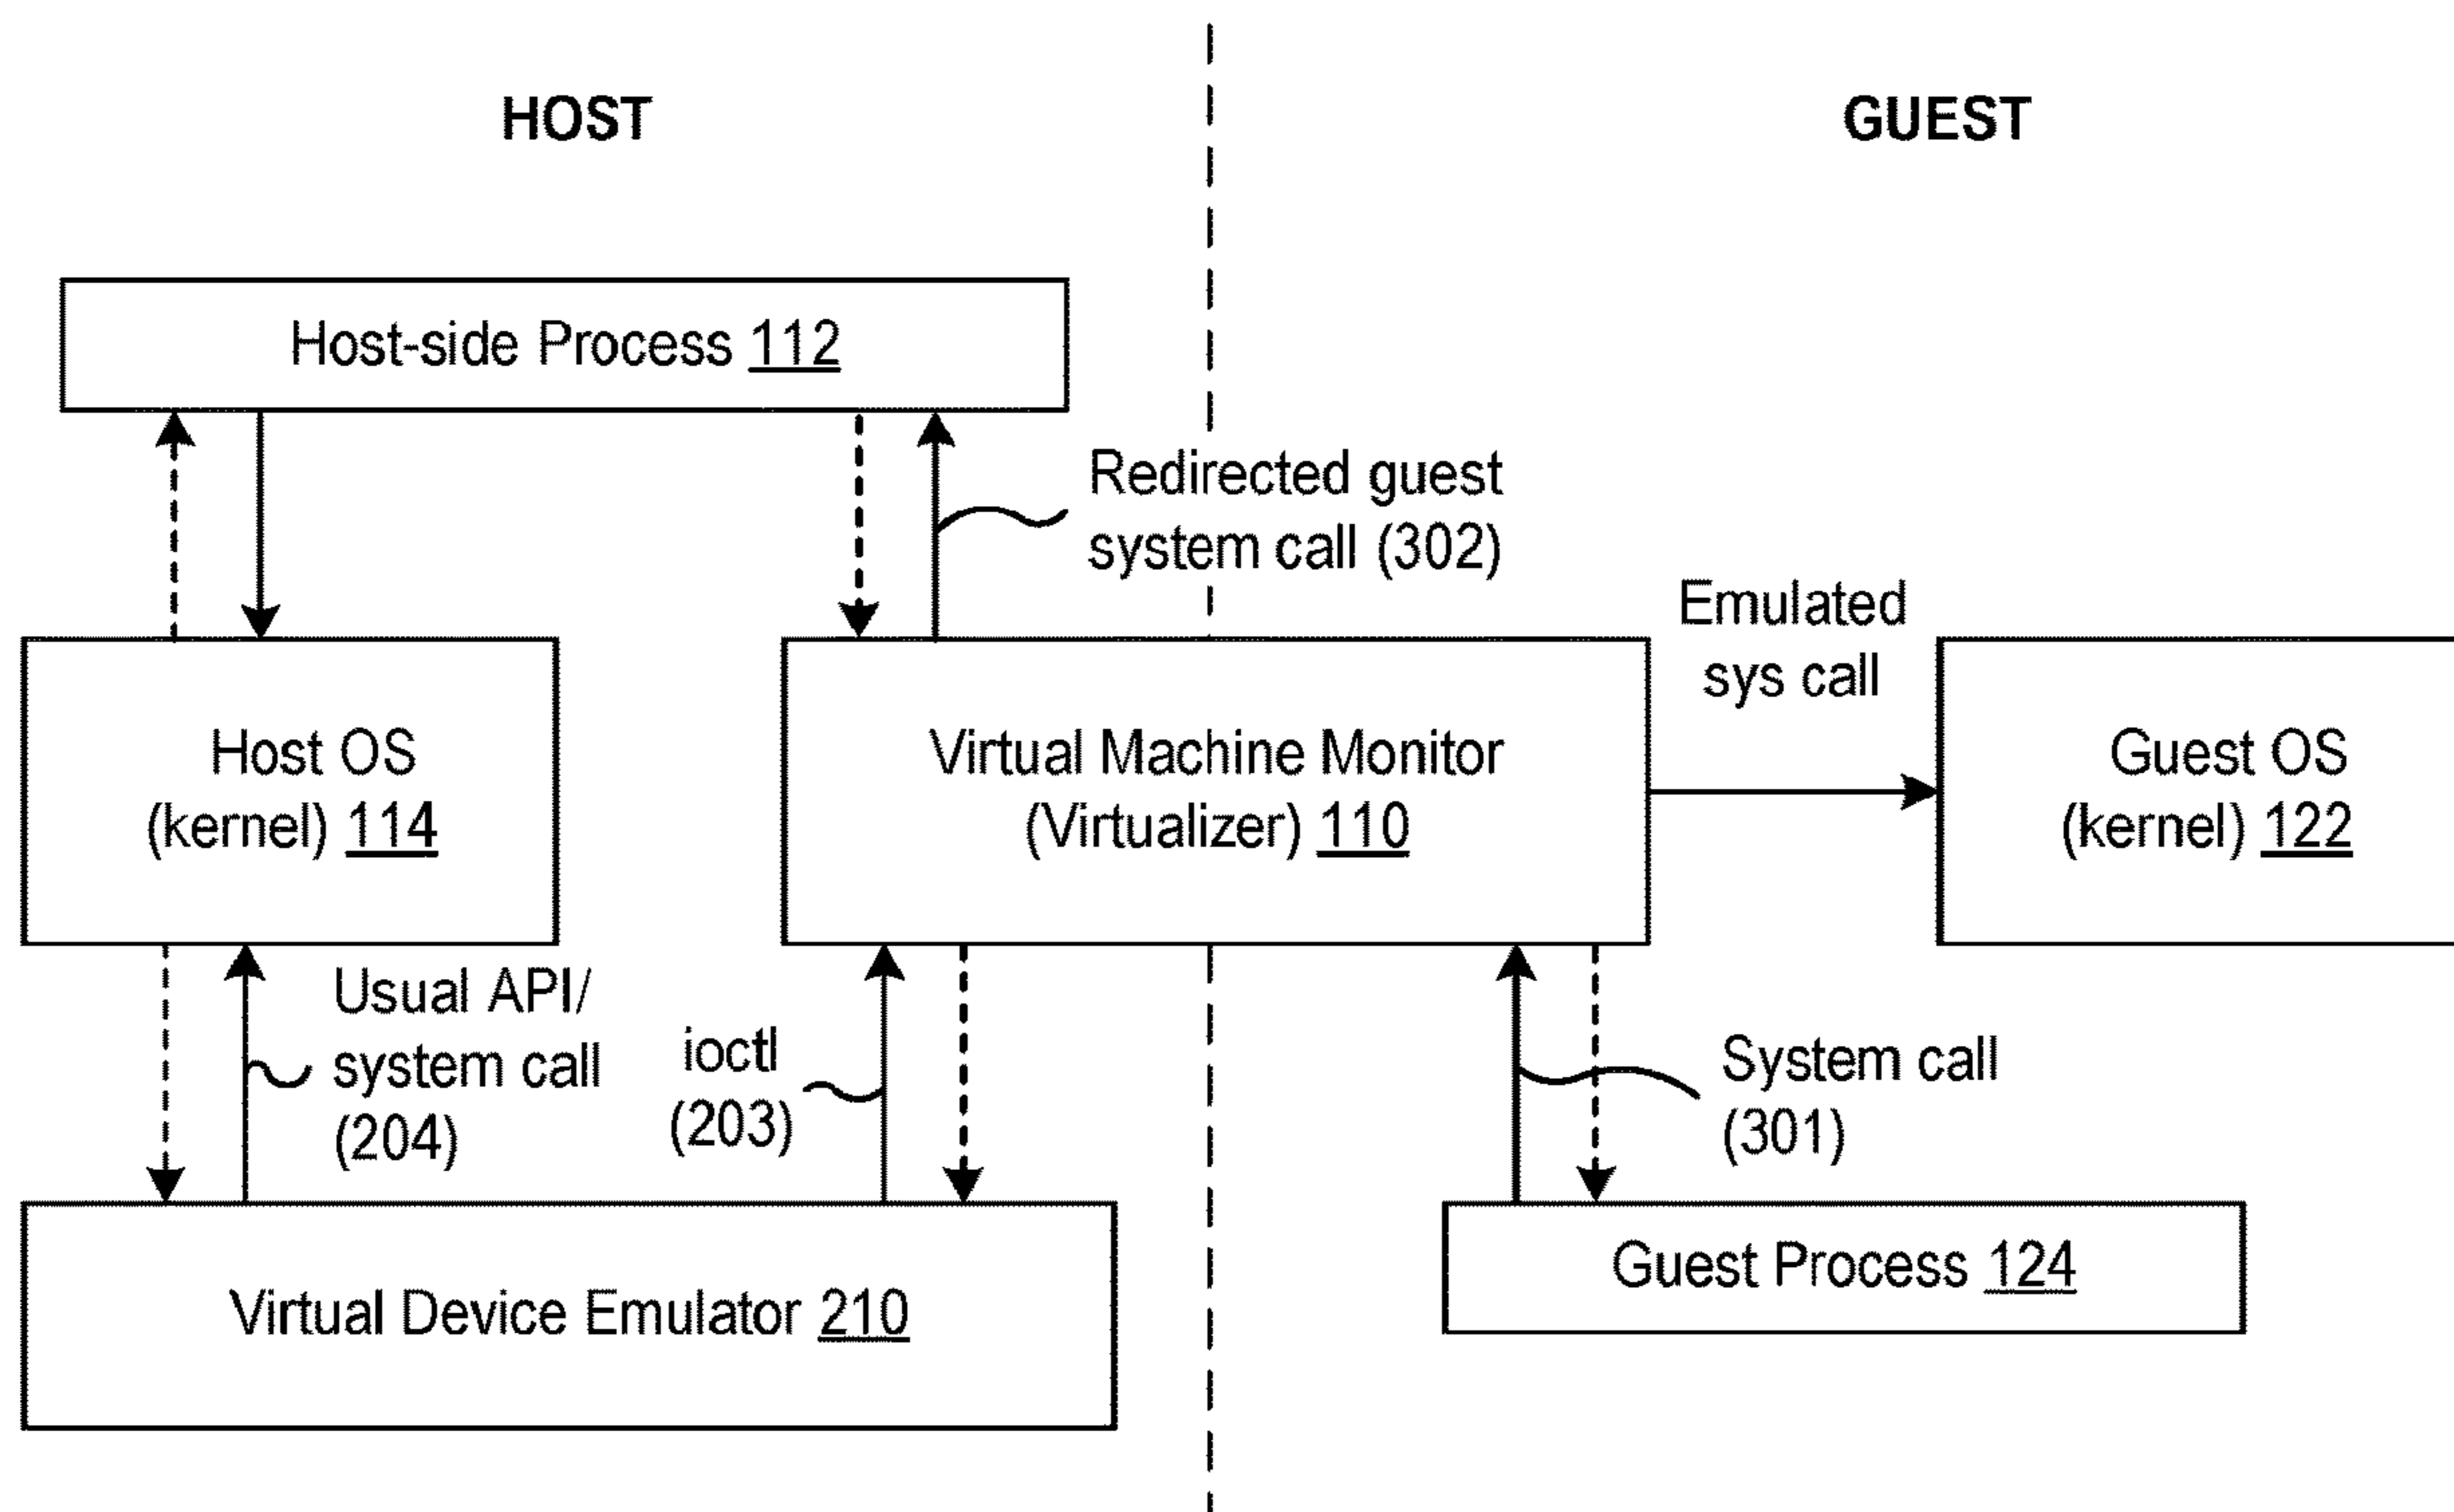 HOST
GUEST
Host-side Process 112
Redirected guest
system call (302)
Emulated
sys call
Host OS
(kernel) 114
Virtual Machine Monitor
(Virtualizer) 110
Guest OS
(kernel) 122
Usual API/
system call
(204)
ioctl
(203)
System call
(301)
Virtual Device Emulator 210
Guest Process 124